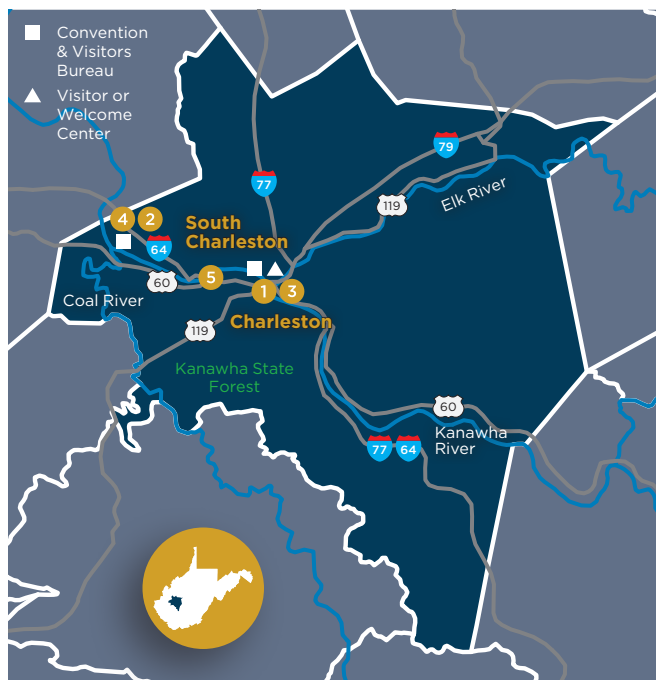 Convention
& Visitors
Bureau
Visitor or
Welcome
Center
79
77
119
Elk River
4
2
South
Charleston
64
5
60
Coal River
1
3
Charleston
119
Kanawha State
Forest
60
Kanawha
River
77
64